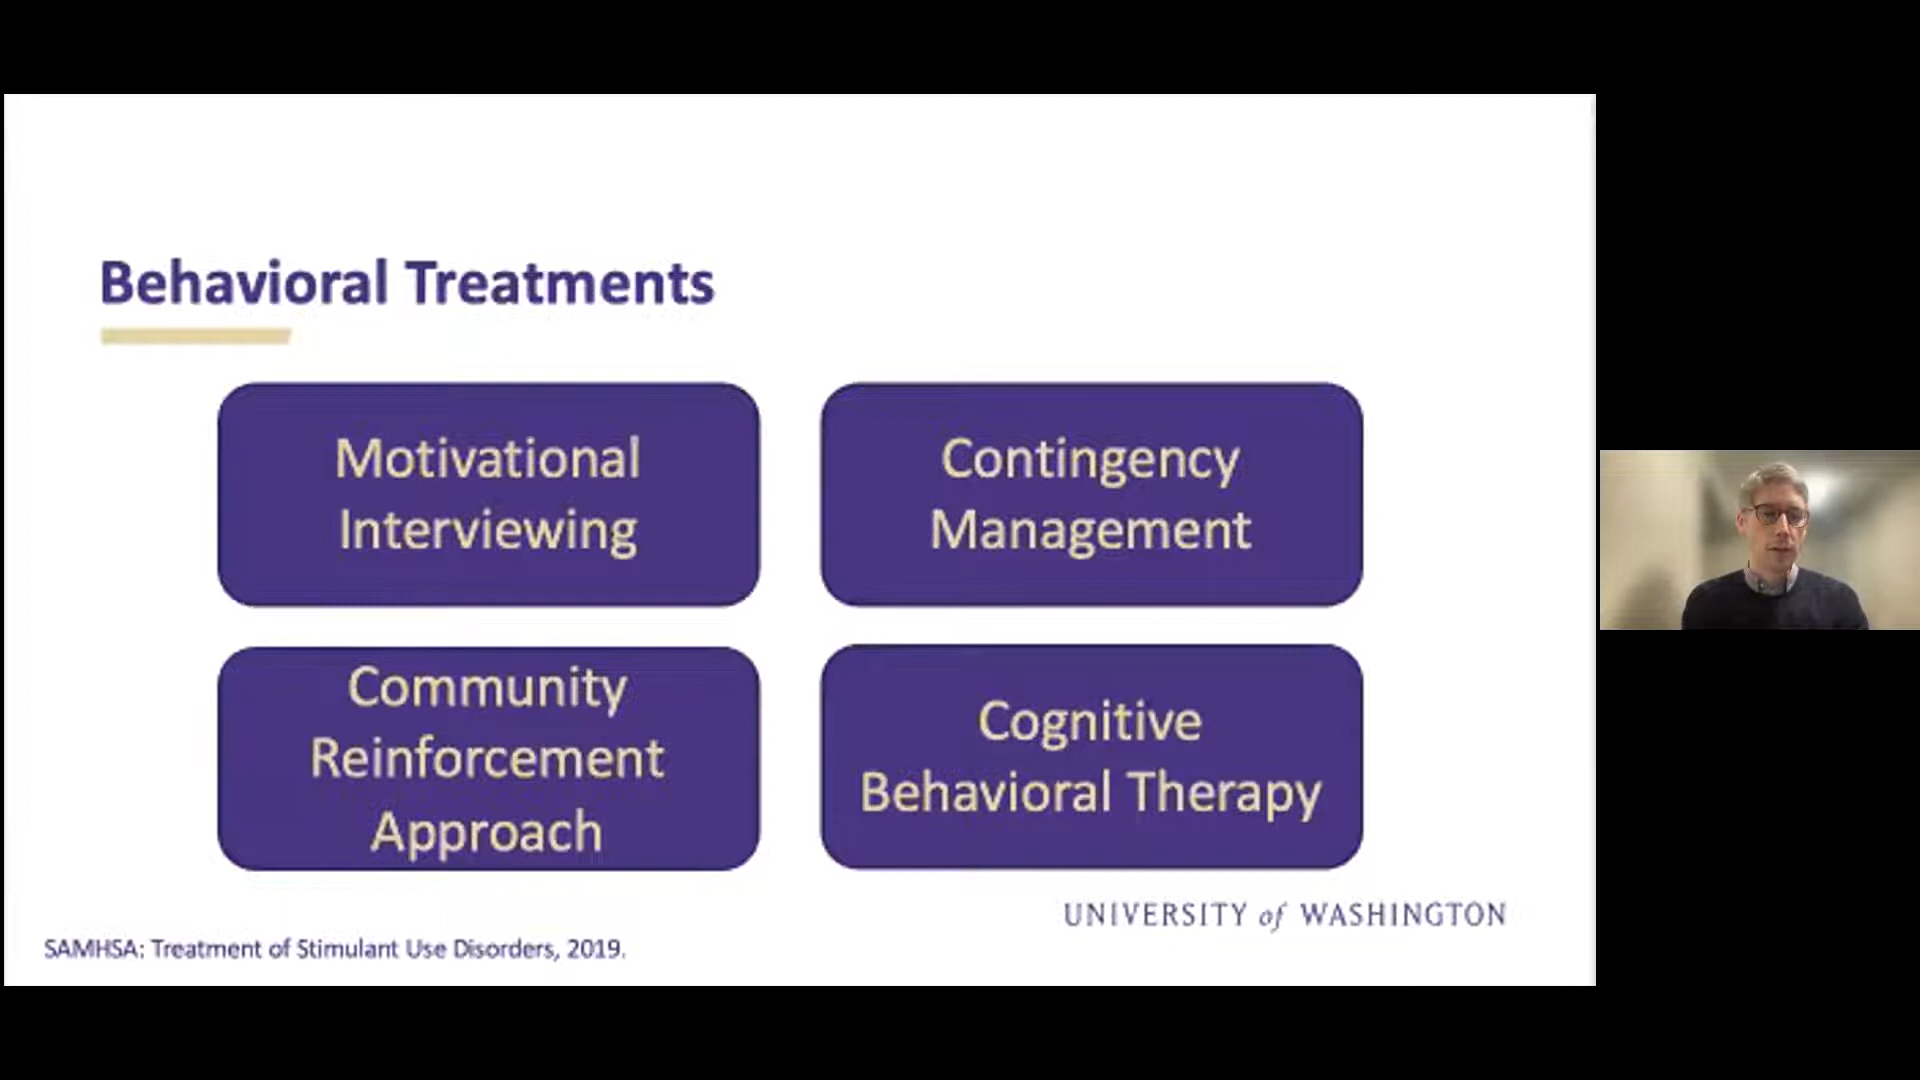 Behavioral Treatments
Motivational
Interviewing
Contingency
Management
Community
Reinforcement
Approach
Cognitive
Behavioral Therapy
UNIVERSITY of WASHINGTON
SAMHSA: Treatment of Stimulant Use Disorders, 2019.